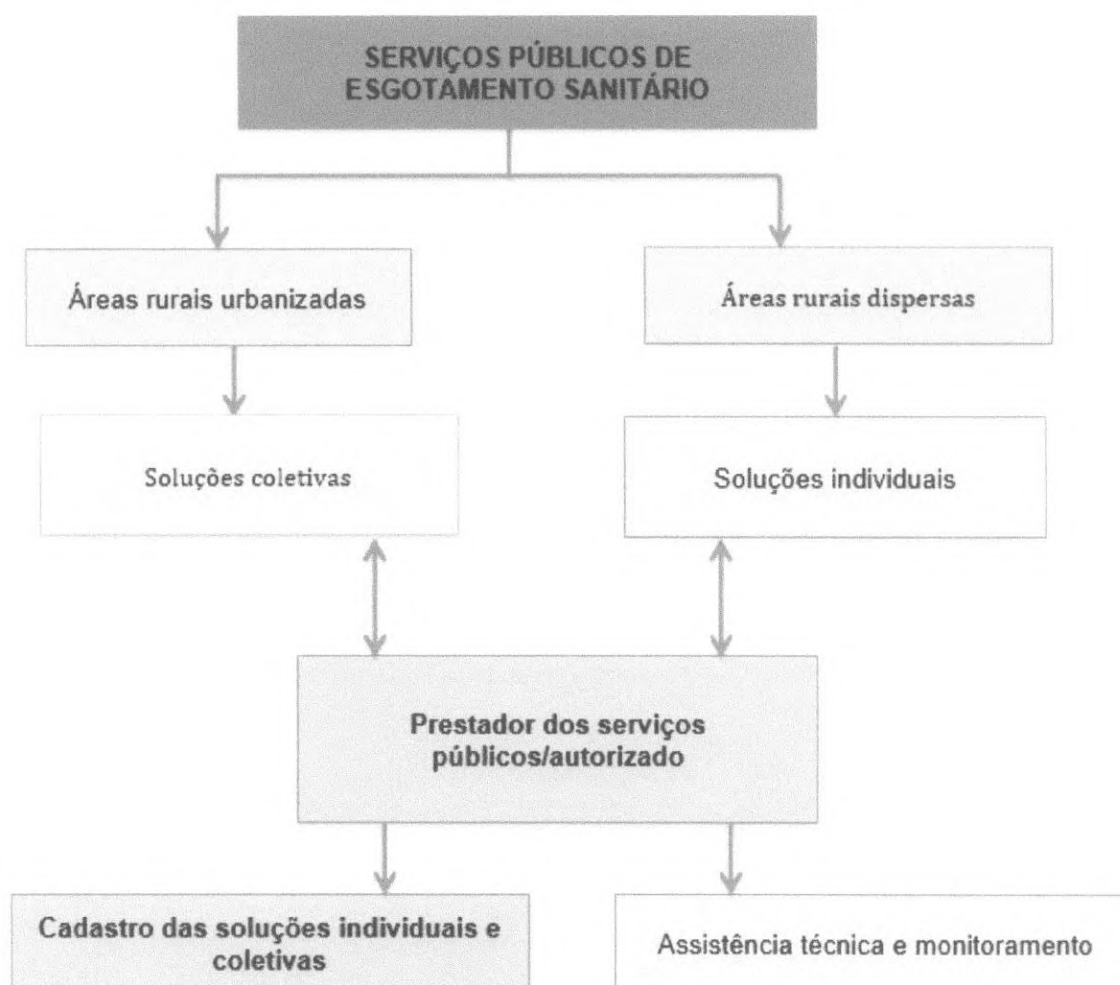 SERVIÇOS PÚBLICOS DE
ESGOTAMENTO SANITÁRIO
Áreas rurais urbanizadas
Áreas rurais dispersas
Soluções coletivas
Soluções individuais
Prestador dos serviços
públicos/autorizado
Cadastro das soluções individuais e
coletivas
Assistência técnica e monitoramento